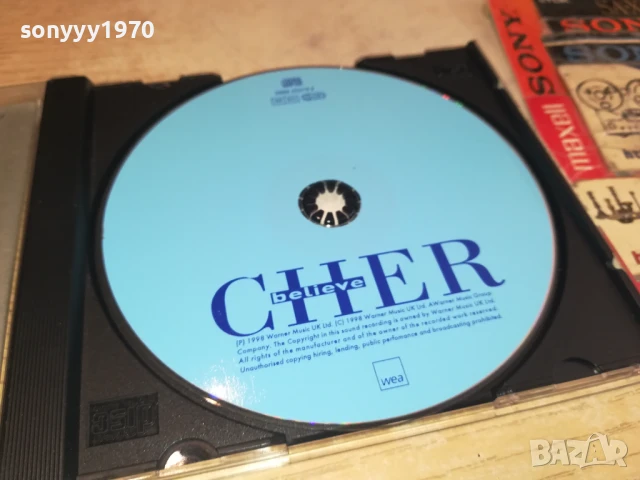 sonyyy1970
CHER
believe
(P) 1998 Warner Music UK Ltd. (C) 1998 Warner Music UK Ltd. A Warner Music Group
Company. The Copyright in this sound recording is owned by Warner Music UK Ltd.
All rights of the manufacturer and of the owner of the recorded work reserved.
Unauthorised copying, hiring, lending, public performance and broadcasting prohibited.
wea
SONY
maxell
BAZAR